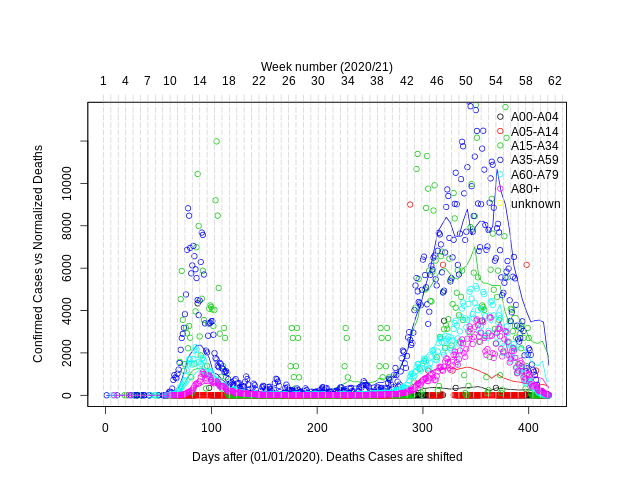 Week number (2020/21)
1 4 7 10 14 18 22 26 30 34 38 42 46 50 54 58 62
A00-A04
A05-A14
A15-A34
A35-A59
A60-A79
A80+
unknown
Confirmed Cases vs Normalized Deaths
10000
8000
6000
4000
2000
0
0 100 200 300 400
Days after (01/01/2020). Deaths Cases are shifted